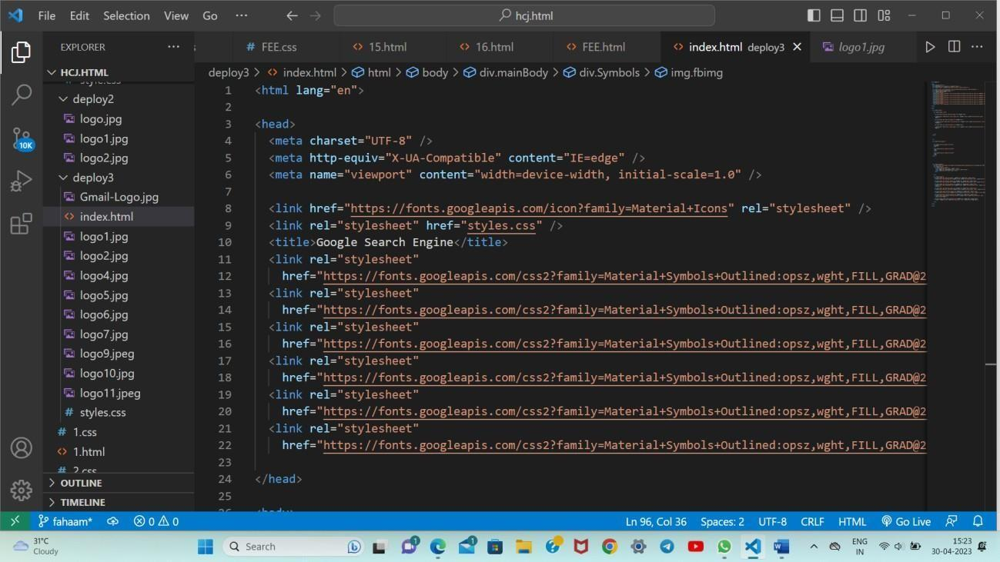 File Edit Selection View Go ··· hcj.html
EXPLORER ···
HCJ.HTML
style.css
deploy2
logo.jpg
logo1.jpg
logo2.jpg
deploy3
Gmail-Logo.jpg
index.html
logo1.jpg
logo2.jpg
logo4.jpg
logo5.jpg
logo6.jpg
logo7.jpg
logo9.jpeg
logo10.jpg
logo11.jpeg
# styles.css
# 1.css
<> 1.html
# 2.css
OUTLINE
TIMELINE
10K
# FEE.css <> 15.html <> 16.html <> FEE.html <> index.html deploy3 logo1.jpg ···
deploy3 > <> index.html > html > body > div.mainBody > div.Symbols > img.fbimg
1 <html lang="en">
2
3 <head>
4 <meta charset="UTF-8" />
5 <meta http-equiv="X-UA-Compatible" content="IE=edge" />
6 <meta name="viewport" content="width=device-width, initial-scale=1.0" />
7
8 <link href="https://fonts.googleapis.com/icon?family=Material+Icons" rel="stylesheet" />
9 <link rel="stylesheet" href="styles.css" />
10 <title>Google Search Engine</title>
11 <link rel="stylesheet"
12 href="https://fonts.googleapis.com/css2?family=Material+Symbols+Outlined:opsz,wght,FILL,GRAD@2
13 <link rel="stylesheet"
14 href="https://fonts.googleapis.com/css2?family=Material+Symbols+Outlined:opsz,wght,FILL,GRAD@2
15 <link rel="stylesheet"
16 href="https://fonts.googleapis.com/css2?family=Material+Symbols+Outlined:opsz,wght,FILL,GRAD@2
17 <link rel="stylesheet"
18 href="https://fonts.googleapis.com/css2?family=Material+Symbols+Outlined:opsz,wght,FILL,GRAD@2
19 <link rel="stylesheet"
20 href="https://fonts.googleapis.com/css2?family=Material+Symbols+Outlined:opsz,wght,FILL,GRAD@2
21 <link rel="stylesheet"
22 href="https://fonts.googleapis.com/css2?family=Material+Symbols+Outlined:opsz,wght,FILL,GRAD@2
23
24 </head>
25
26 <body>
fahaam* 0 0 Ln 96, Col 36 Spaces: 2 UTF-8 CRLF HTML Go Live
31°C
Cloudy
Search
1 1
ENG
IN
15:23
30-04-2023